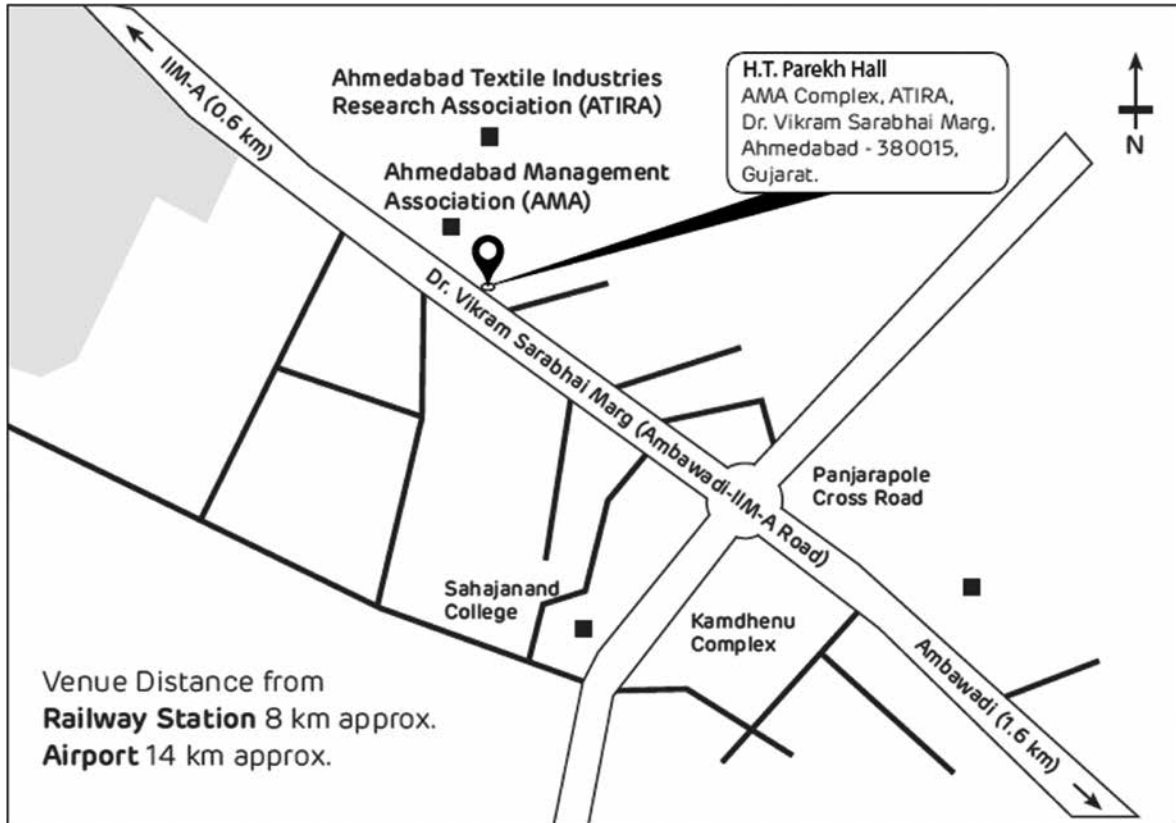 IIM-A (0.6 km)
Ahmedabad Textile Industries
Research Association (ATIRA)
Ahmedabad Management
Association (AMA)
H.T. Parekh Hall
AMA Complex, ATIRA,
Dr. Vikram Sarabhai Marg,
Ahmedabad - 380015,
Gujarat.
N
Dr. Vikram Sarabhai Marg (Ambawadi-IIM-A Road)
Panjarapole
Cross Road
Sahajanand
College
Kamdhenu
Complex
Ambawadi (1.6 km)
Venue Distance from
Railway Station 8 km approx.
Airport 14 km approx.